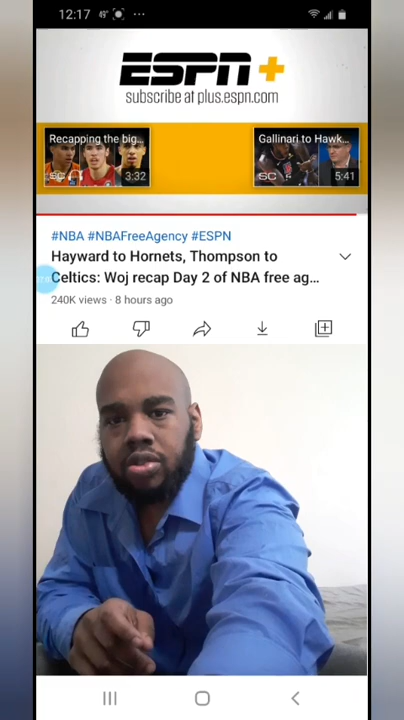 12:17
ESPN+
subscribe at plus.espn.com
Recapping the big...
SC
3:32
Gallinari to Hawk...
SC
5:41
#NBA #NBAFreeAgency #ESPN
Hayward to Hornets, Thompson to
Celtics: Woj recap Day 2 of NBA free ag...
240K views · 8 hours ago